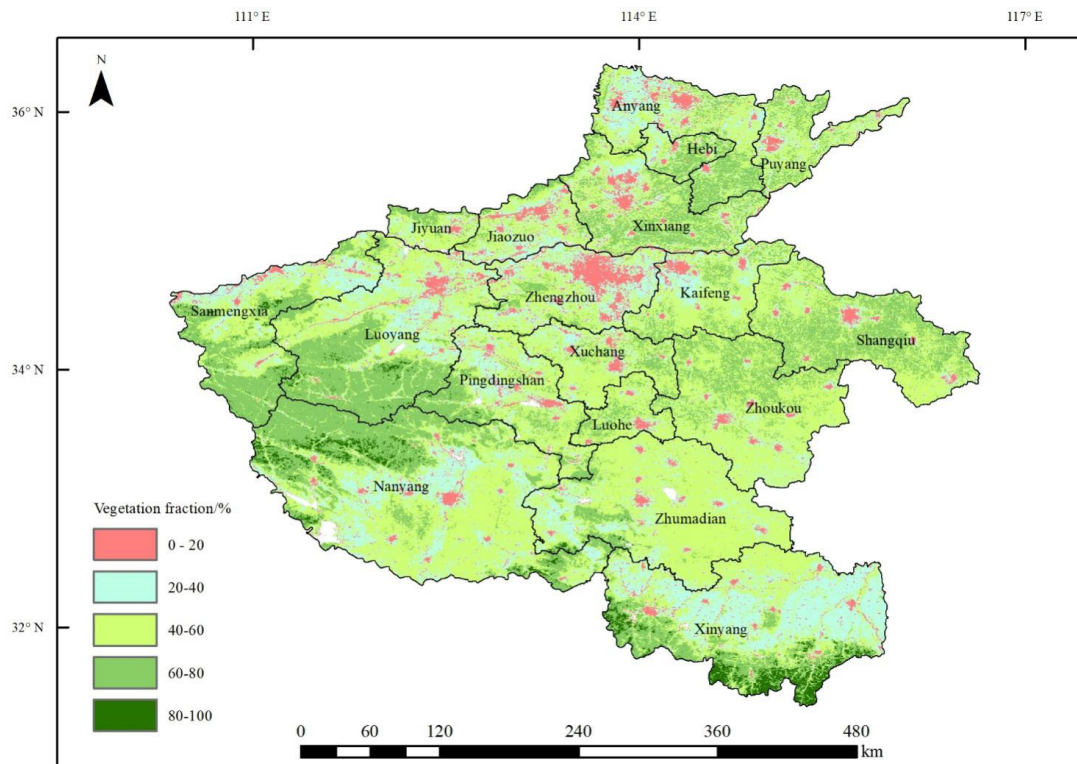 111° E
114° E
117° E
N
36° N
Anyang
Hebi
Puyang
Xinxiang
Jiyuan
Jiaozuo
Zhengzhou
Kaifeng
Sanmengxia
Luoyang
Shangqiu
34° N
Xuchang
Pingdingshan
Zhoukou
Luohe
Nanyang
Zhumadian
32° N
Xinyang
Vegetation fraction/%
0 - 20
20-40
40-60
60-80
80-100
0
60
120
240
360
480
km